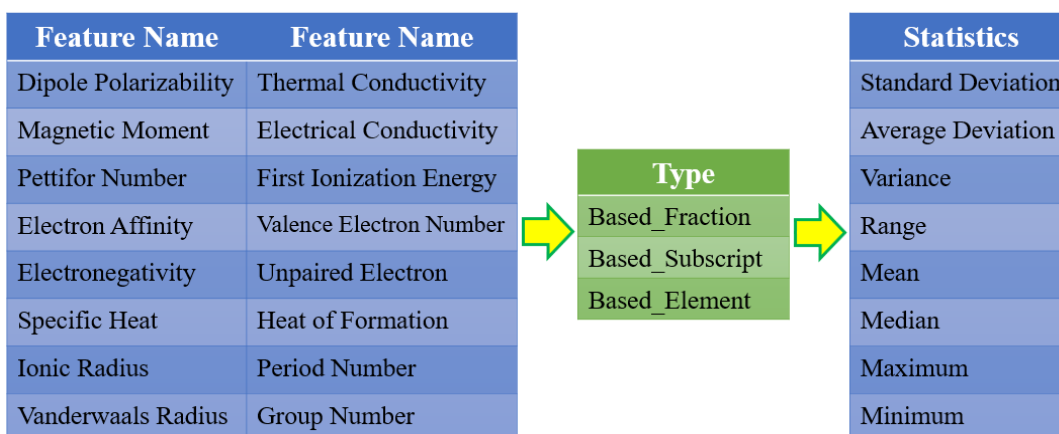 Feature Name Feature Name
Dipole Polarizability Thermal Conductivity
Magnetic Moment Electrical Conductivity
Pettifor Number First Ionization Energy
Electron Affinity Valence Electron Number
Electronegativity Unpaired Electron
Specific Heat Heat of Formation
Ionic Radius Period Number
Vanderwaals Radius Group Number
Type
Based_Fraction
Based_Subscript
Based_Element
Statistics
Standard Deviation
Average Deviation
Variance
Range
Mean
Median
Maximum
Minimum